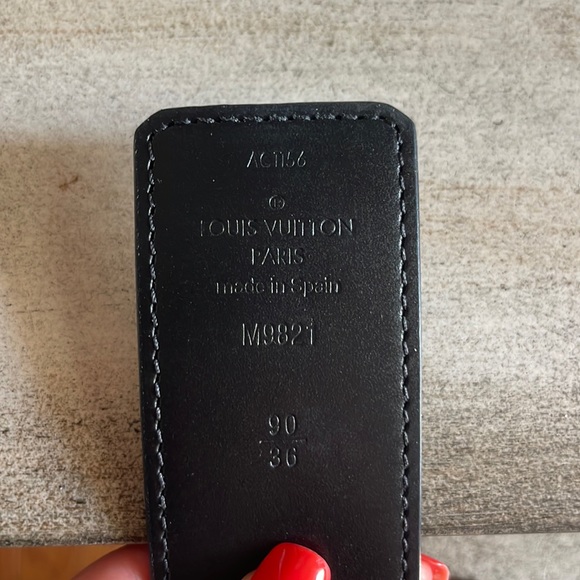 AC1156
®
LOUIS VUITTON
PARIS
made in Spain
M9821
90
36